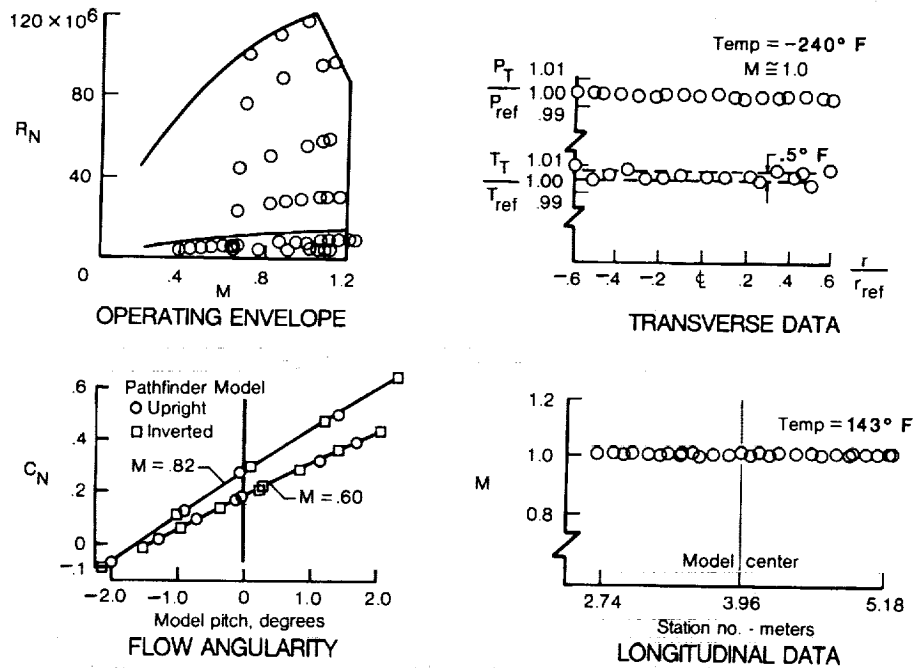 120 × 10⁶
80
R_N
40
0
.4
.8
1.2
M
OPERATING ENVELOPE
Temp = −240° F
M ≅ 1.0
P_T
P_ref
1.01
1.00
.99
T_T
T_ref
1.01
1.00
.99
.5° F
-.6
-.4
-.2
℄
.2
.4
.6
r
r_ref
TRANSVERSE DATA
.6
.4
C_N
.2
0
-.1
Pathfinder Model
Upright
Inverted
M = .82
M = .60
−2.0
−1.0
0
1.0
2.0
Model pitch, degrees
FLOW ANGULARITY
1.2
1.0
M
0.8
Temp = 143° F
Model center
2.74
3.96
5.18
Station no. - meters
LONGITUDINAL DATA